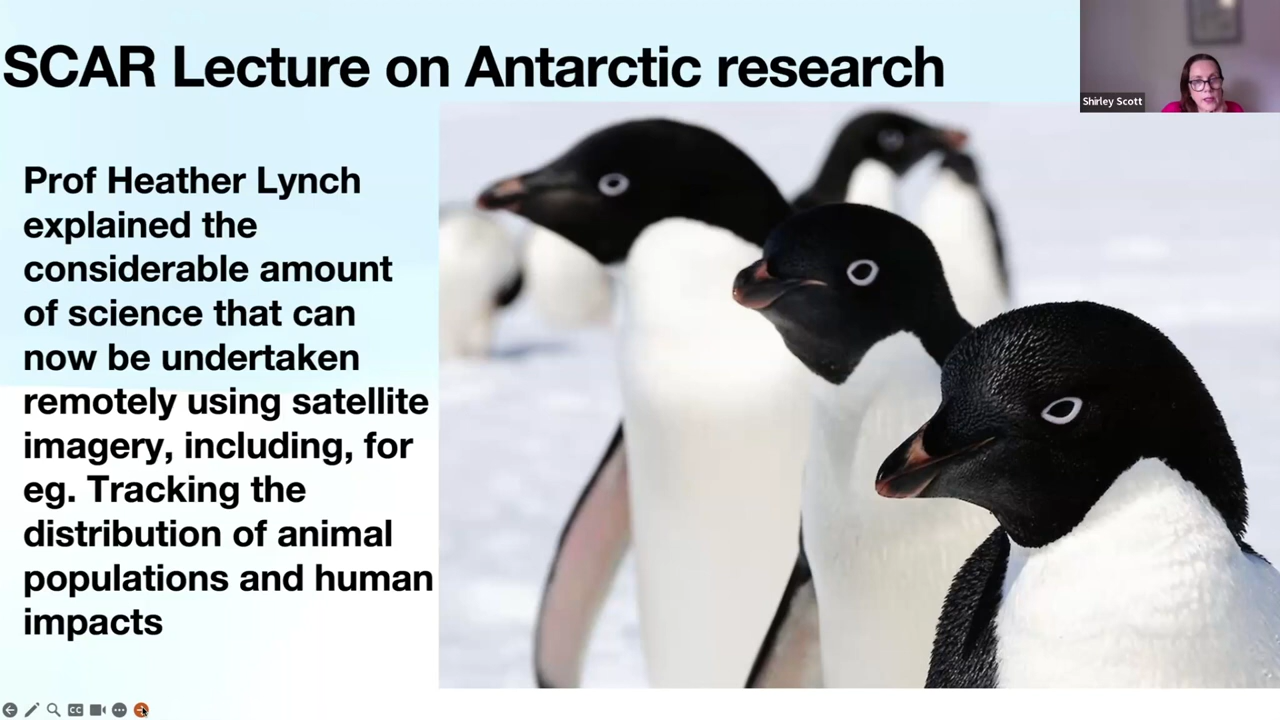 SCAR Lecture on Antarctic research
Shirley Scott
Prof Heather Lynch
explained the
considerable amount
of science that can
now be undertaken
remotely using satellite
imagery, including, for
eg. Tracking the
distribution of animal
populations and human
impacts
CC